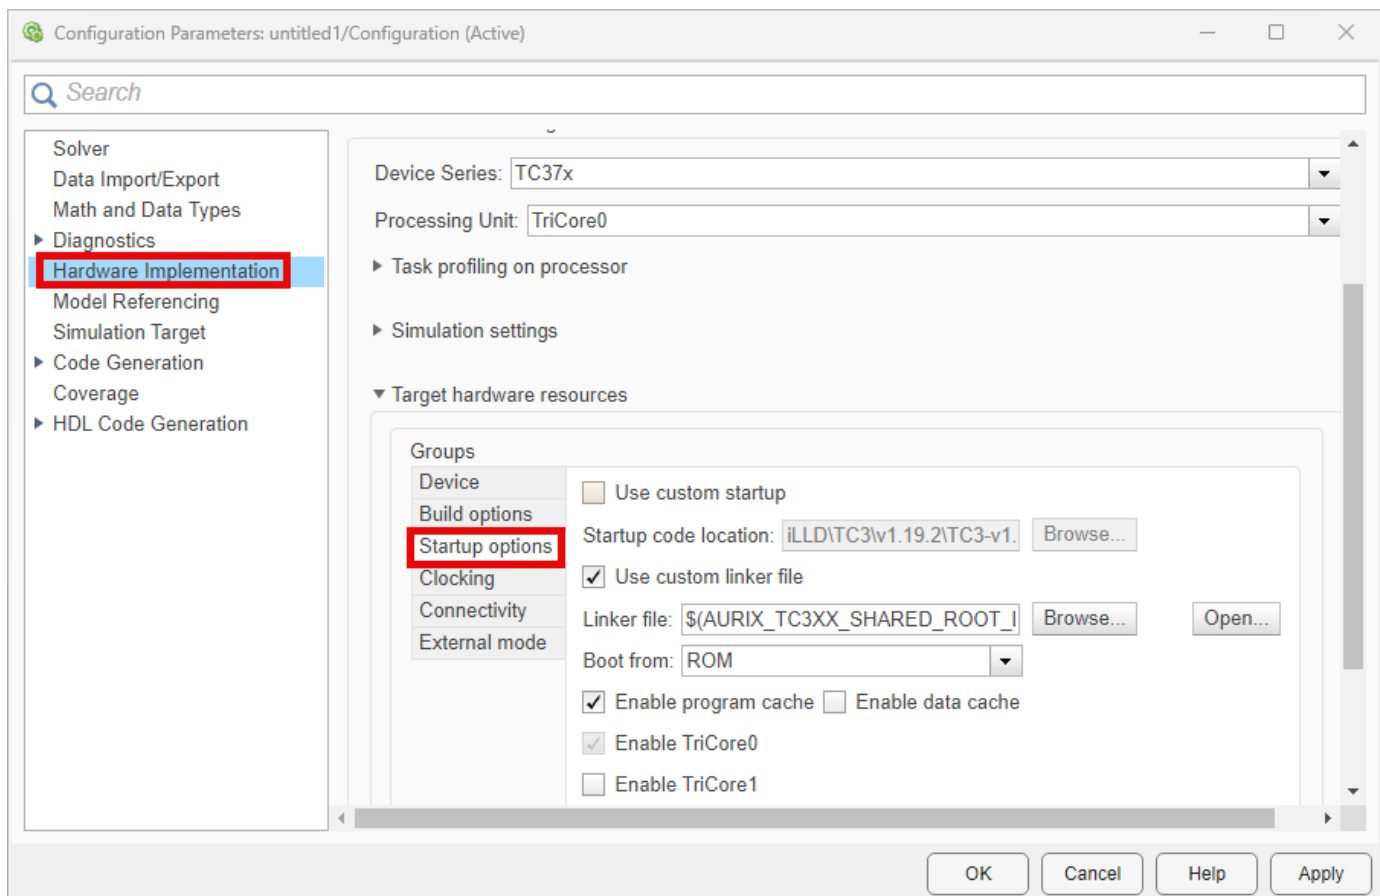 Configuration Parameters: untitled1/Configuration (Active)
Search
Solver
Data Import/Export
Math and Data Types
Diagnostics
Hardware Implementation
Model Referencing
Simulation Target
Code Generation
Coverage
HDL Code Generation
Device Series: TC37x
Processing Unit: TriCore0
Task profiling on processor
Simulation settings
Target hardware resources
Groups
Device
Build options
Startup options
Clocking
Connectivity
External mode
Use custom startup
Startup code location: iLLD\TC3\v1.19.2\TC3-v1. Browse...
Use custom linker file
Linker file: $(AURIX_TC3XX_SHARED_ROOT_ Browse... Open...
Boot from: ROM
Enable program cache Enable data cache
Enable TriCore0
Enable TriCore1
OK Cancel Help Apply